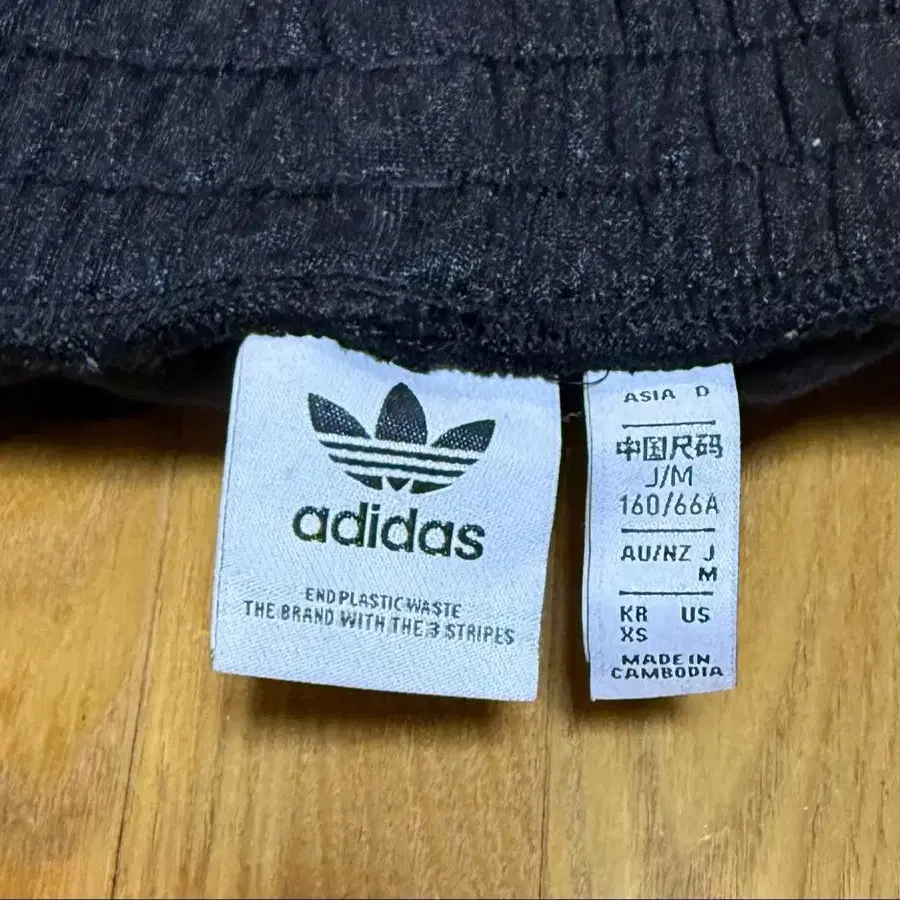 adidas
END PLASTIC WASTE
THE BRAND WITH THE 3 STRIPES
ASIA D
中国尺码
J/M
160/66A
AU/NZ J
M
KR US
XS
MADE IN
CAMBODIA